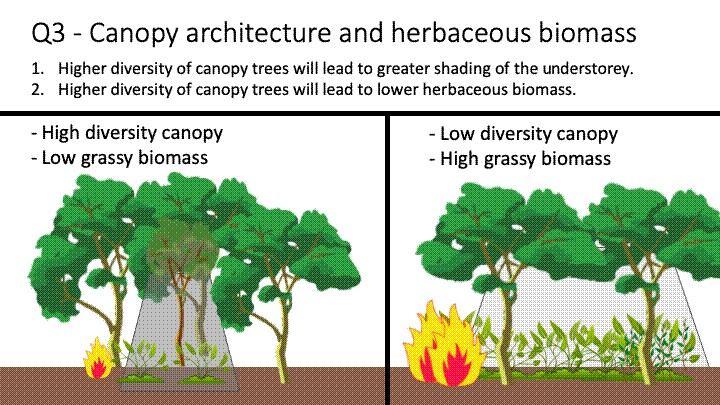 Q3 - Canopy architecture and herbaceous biomass
1. Higher diversity of canopy trees will lead to greater shading of the understorey.
2. Higher diversity of canopy trees will lead to lower herbaceous biomass.
- High diversity canopy
- Low grassy biomass
- Low diversity canopy
- High grassy biomass